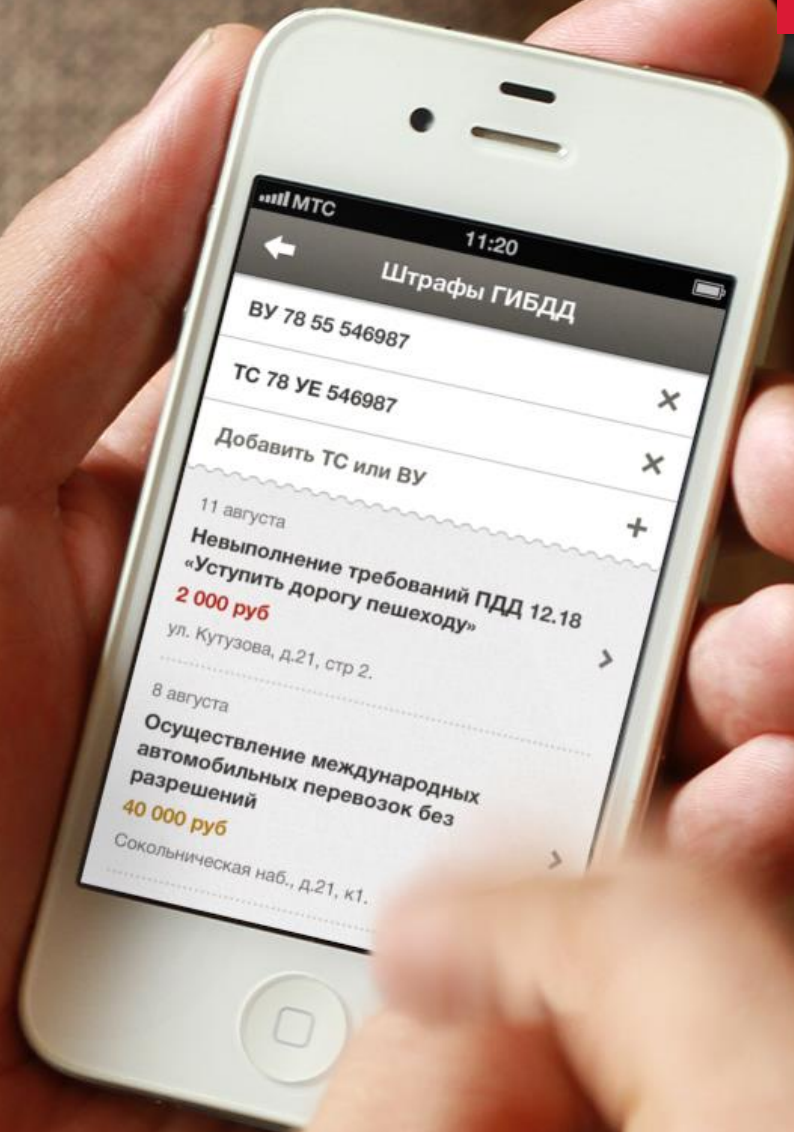 МТС
11:20
Штрафы ГИБДД
ВУ 78 55 546987
ТС 78 УЕ 546987
Добавить ТС или ВУ
11 августа
Невыполнение требований ПДД 12.18
«Уступить дорогу пешеходу»
2 000 руб
ул. Кутузова, д.21, стр 2.
8 августа
Осуществление международных
автомобильных перевозок без
разрешений
40 000 руб
Сокольническая наб., д.21, к1.